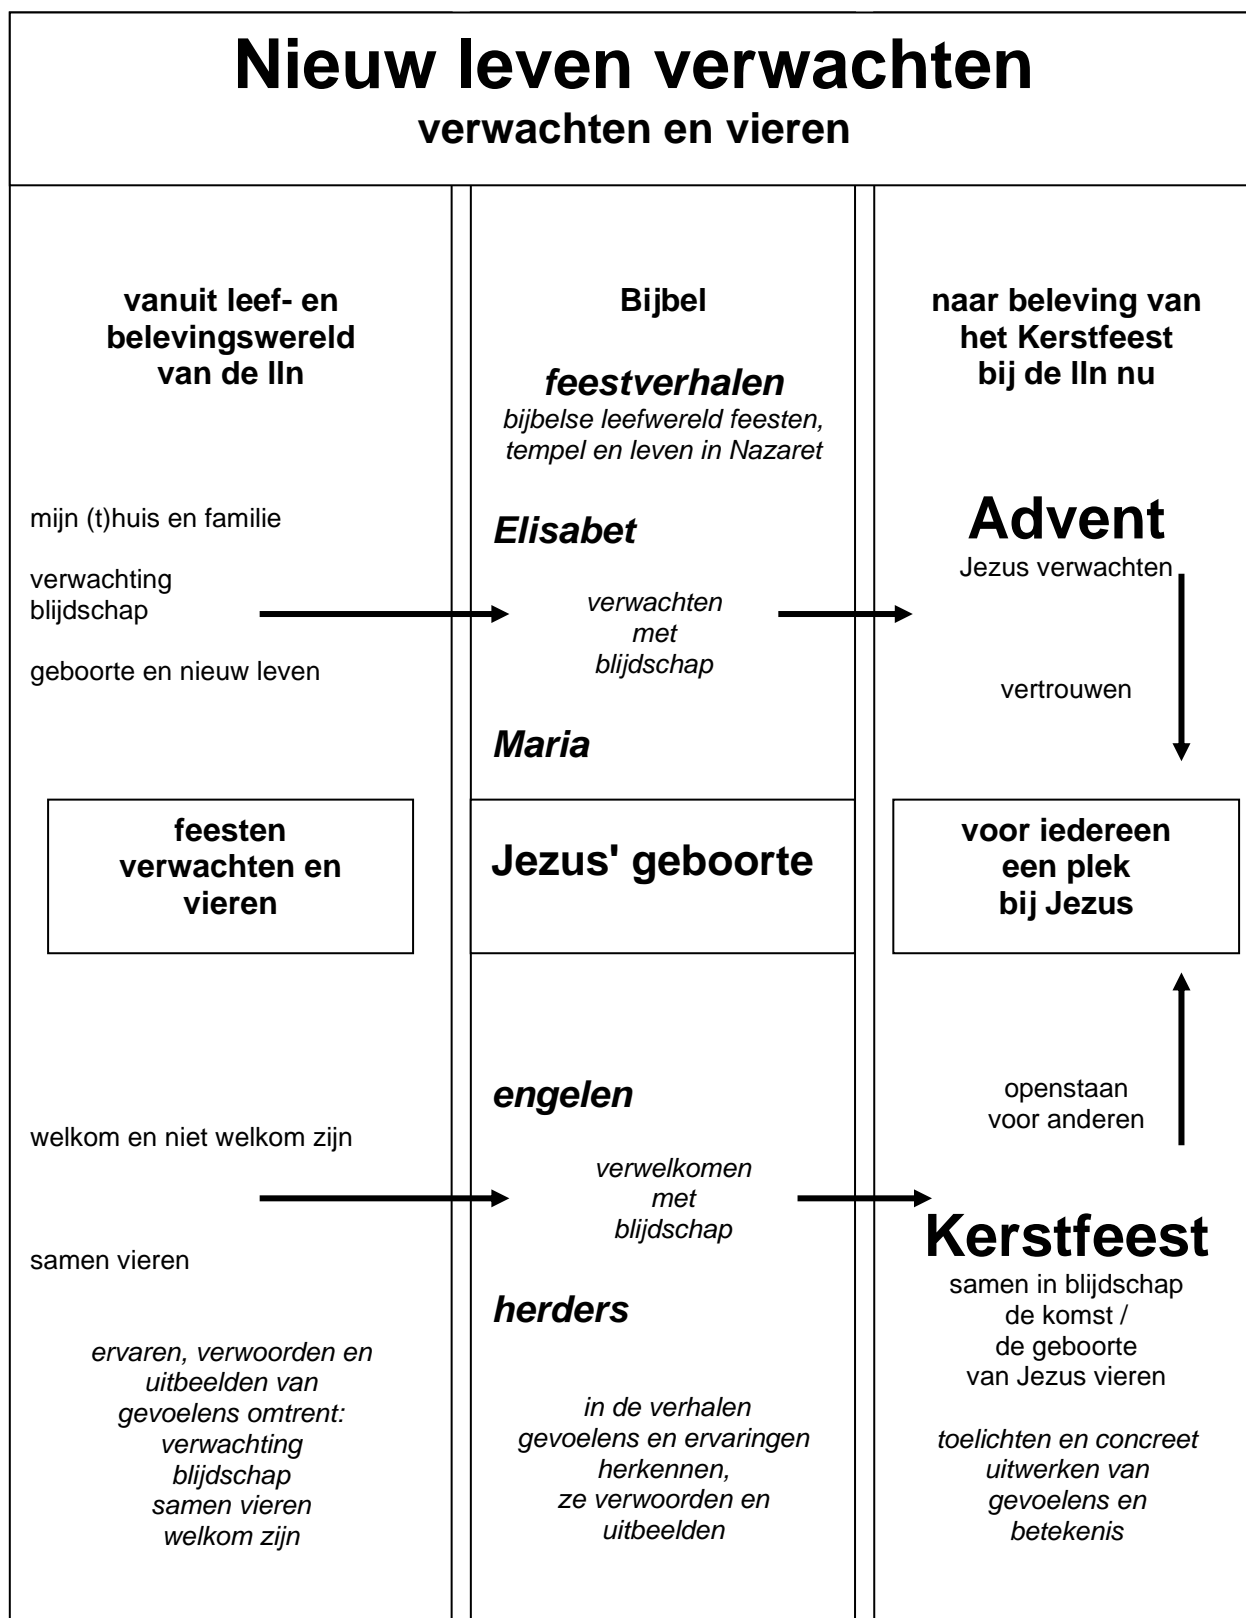 Nieuw leven verwachten
verwachten en vieren
vanuit leef- en
belevingswereld
van de lln
mijn (t)huis en familie
verwachting
blijdschap
geboorte en nieuw leven
feesten
verwachten en
vieren
welkom en niet welkom zijn
samen vieren
ervaren, verwoorden en
uitbeelden van
gevoelens omtrent:
verwachting
blijdschap
samen vieren
welkom zijn
Bijbel
feestverhalen
bijbelse leefwereld feesten,
tempel en leven in Nazaret
Elisabet
verwachten
met
blijdschap
Maria
Jezus' geboorte
engelen
verwelkomen
met
blijdschap
herders
in de verhalen
gevoelens en ervaringen
herkennen,
ze verwoorden en
uitbeelden
naar beleving van
het Kerstfeest
bij de lln nu
Advent
Jezus verwachten
vertrouwen
voor iedereen
een plek
bij Jezus
openstaan
voor anderen
Kerstfeest
samen in blijdschap
de komst /
de geboorte
van Jezus vieren
toelichten en concreet
uitwerken van
gevoelens en
betekenis